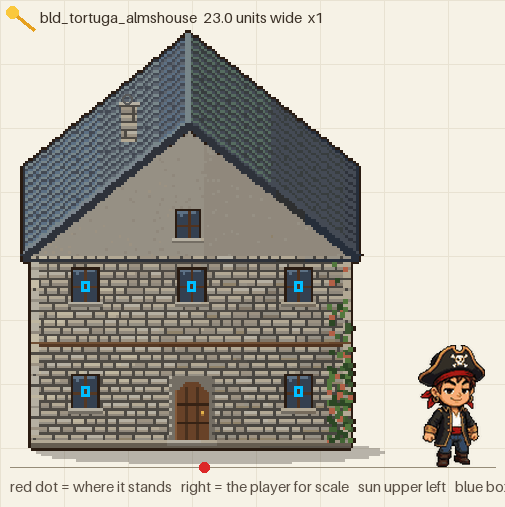 bld_tortuga_almshouse 23.0 units wide x1
red dot = where it stands right = the player for scale sun upper left blue bo